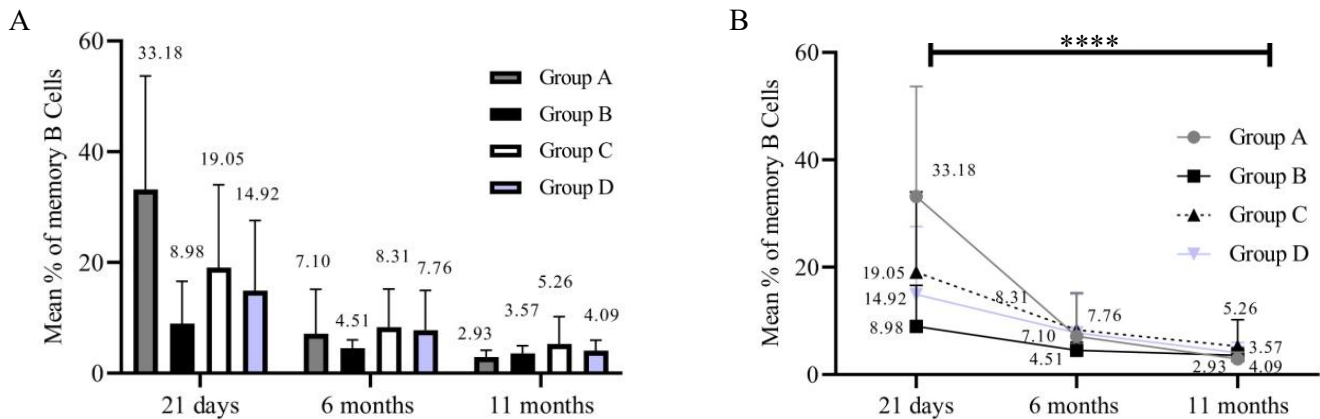 A
Mean % of memory B Cells
60
40
20
0
33.18
8.98
19.05
14.92
7.10
4.51
8.31
7.76
2.93
3.57
5.26
4.09
Group A
Group B
Group C
Group D
21 days
6 months
11 months
B
Mean % of memory B Cells
60
40
20
0
****
33.18
19.05
14.92
8.98
8.31
7.10
4.51
7.76
5.26
3.57
2.93
4.09
Group A
Group B
Group C
Group D
21 days
6 months
11 months